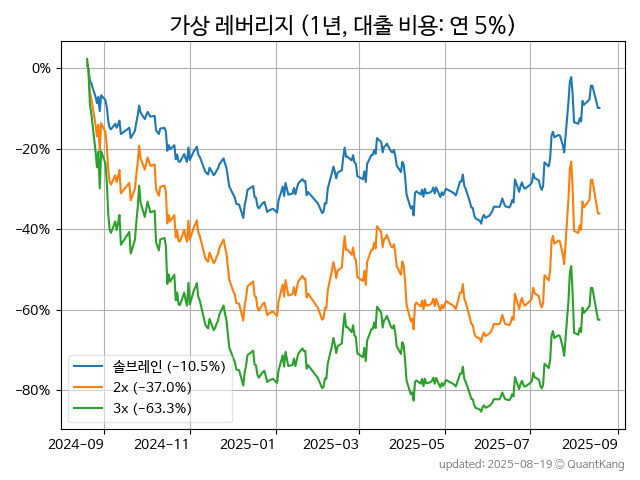 가상 레버리지 (1년, 대출 비용: 연 5%)
0%
−20%
−40%
−60%
−80%
솔브레인 (−10.5%)
2x (−37.0%)
3x (−63.3%)
2024-09 2024-11 2025-01 2025-03 2025-05 2025-07 2025-09
updated: 2025-08-19 © QuantKang